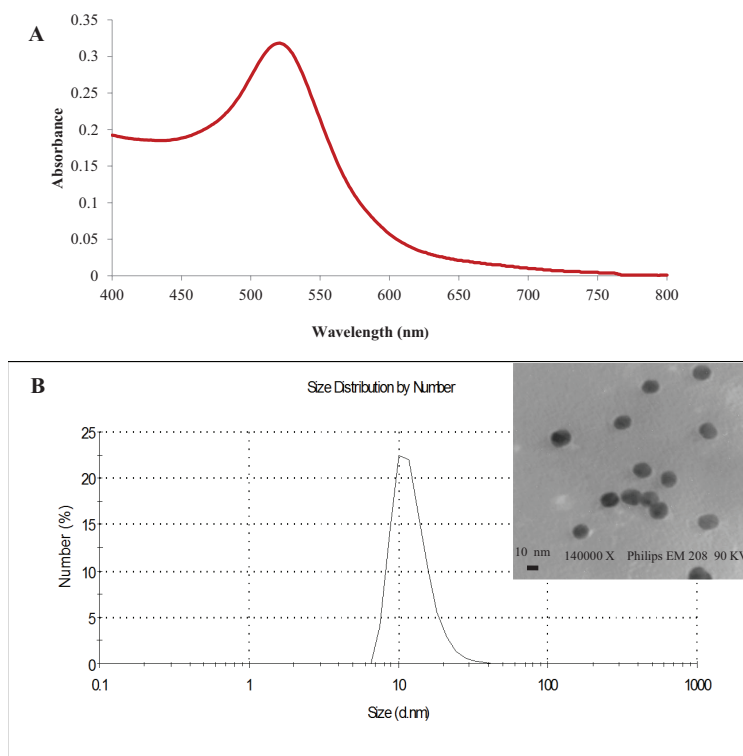 A
0.35
0.3
0.25
0.2
0.15
0.1
0.05
0
Absorbance
400 450 500 550 600 650 700 750 800
Wavelength (nm)
B
Size Distribution by Number
25
20
15
10
5
0
Number (%)
0.1 1 10 100 1000
Size (d.nm)
10 nm 140000 X Philips EM 208 90 KV